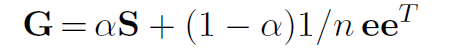 G = αS + (1 − α)1/n ee^T